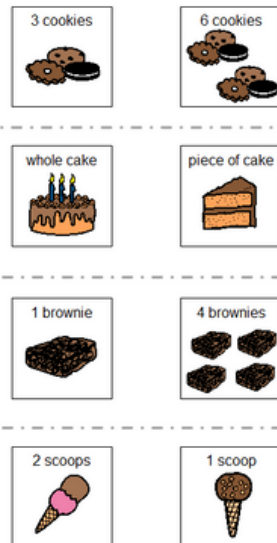 3 cookies
6 cookies
whole cake
piece of cake
1 brownie
4 brownies
2 scoops
1 scoop